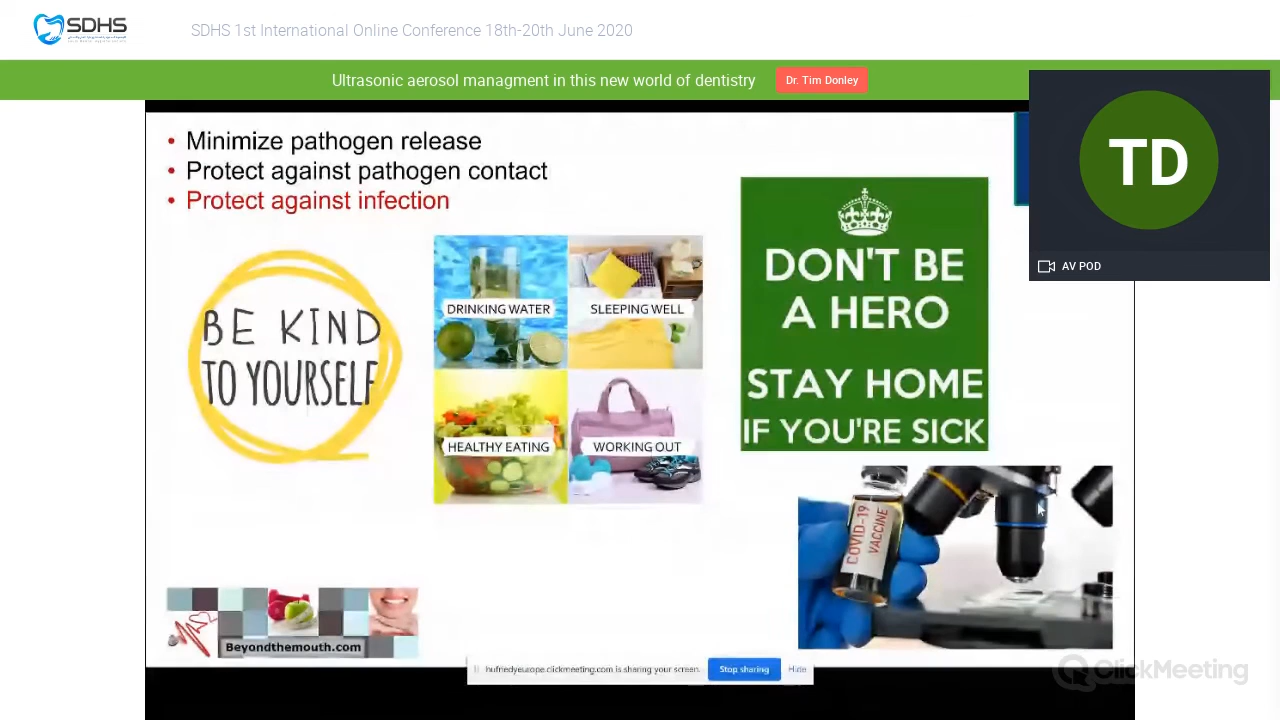 SDHS
SDHS 1st International Online Conference 18th-20th June 2020
Ultrasonic aerosol managment in this new world of dentistry
Dr. Tim Donley
TD
AV POD
• Minimize pathogen release
• Protect against pathogen contact
• Protect against infection
BE KIND
TO YOURSELF
DRINKING WATER
SLEEPING WELL
HEALTHY EATING
WORKING OUT
DON'T BE
A HERO
STAY HOME
IF YOU'RE SICK
COVID-19
VACCINE
Beyondthemouth.com
hufriedyeurope.clickmeeting.com is sharing your screen.
Stop sharing
Hide
ClickMeeting